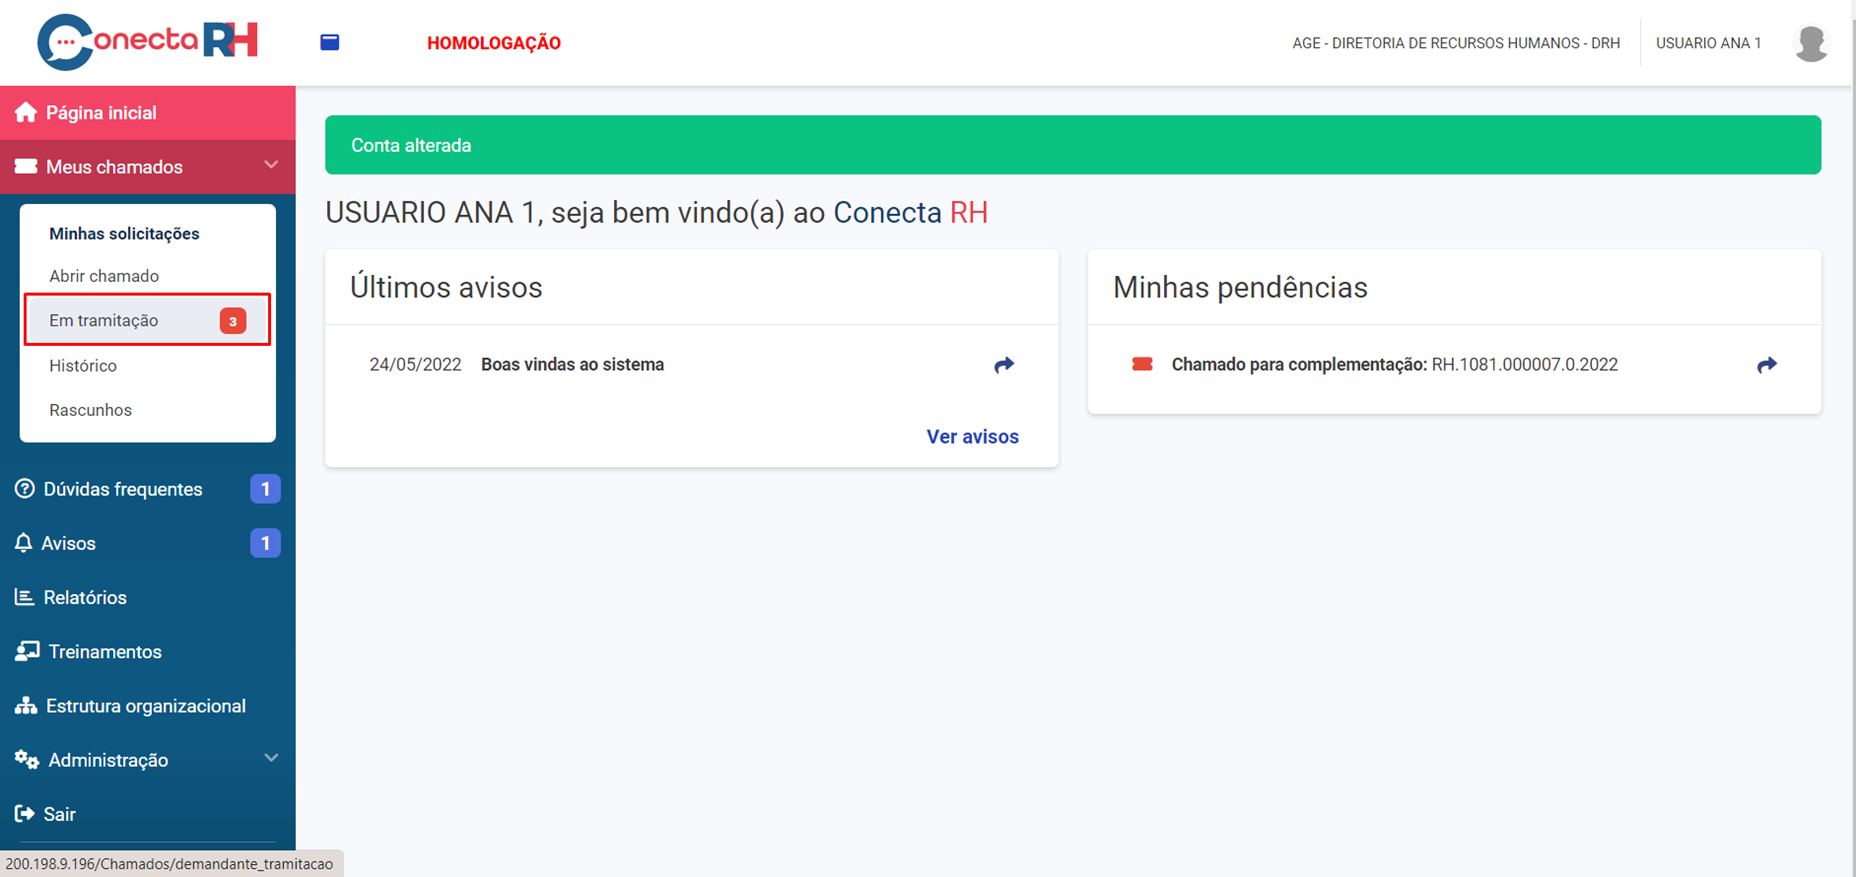 Conecta RH
HOMOLOGAÇÃO
AGE - DIRETORIA DE RECURSOS HUMANOS - DRH
USUARIO ANA 1
Página inicial
Meus chamados
Minhas solicitações
Abrir chamado
Em tramitação 3
Histórico
Rascunhos
Dúvidas frequentes 1
Avisos 1
Relatórios
Treinamentos
Estrutura organizacional
Administração
Sair
200.198.9.196/Chamados/demandante_tramitacao
Conta alterada
USUARIO ANA 1, seja bem vindo(a) ao Conecta RH
Últimos avisos
24/05/2022 Boas vindas ao sistema
Ver avisos
Minhas pendências
Chamado para complementação: RH.1081.000007.0.2022